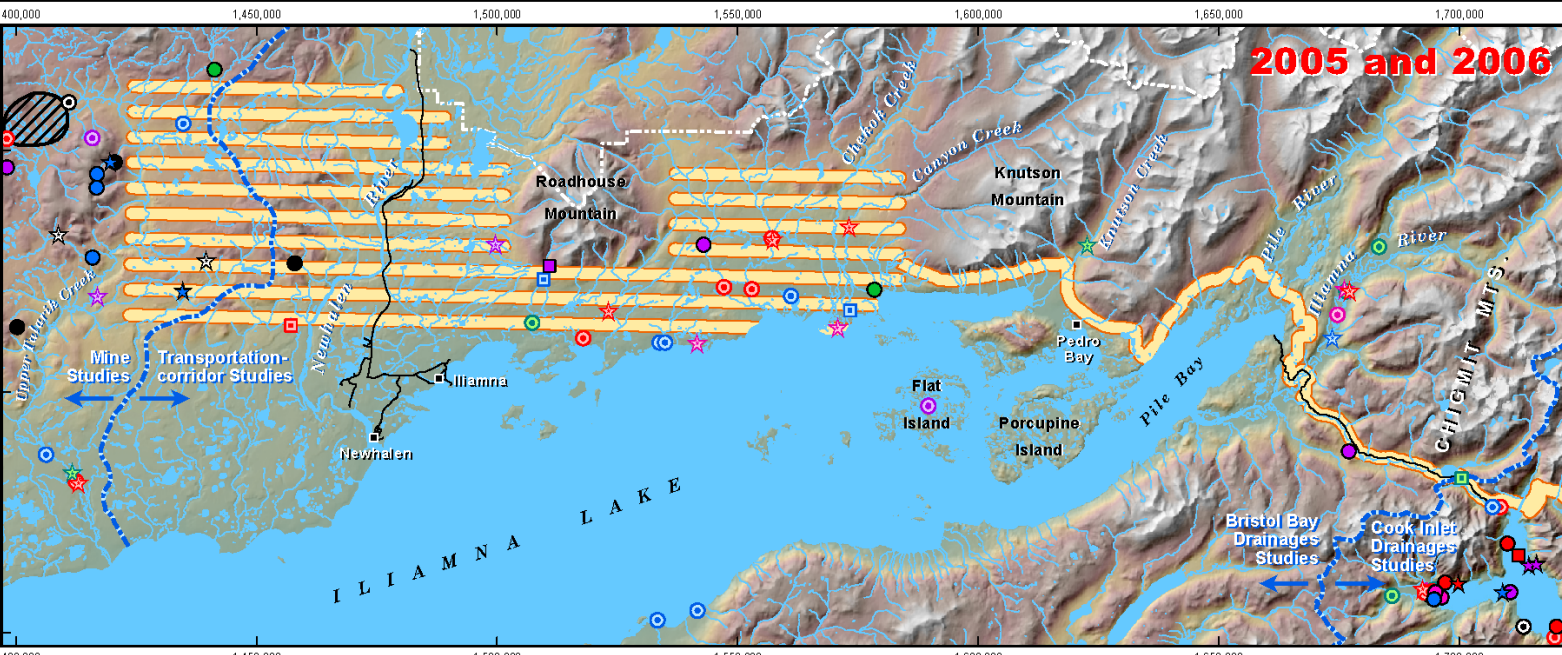 400,000
1,450,000
1,500,000
1,550,000
1,600,000
1,650,000
1,700,000
2005 and 2006
Chekok Creek
Canyon Creek
Knutson Creek
Knutson
Mountain
Roadhouse
Mountain
River
Newhalen
Pile
River
Iliamna
River
CHIGMIT MTS.
Upper Talarik Creek
Mine
Studies
Transportation-
corridor Studies
Iliamna
Newhalen
Pedro
Bay
Pile Bay
Flat
Island
Porcupine
Island
ILIAMNA LAKE
Bristol Bay
Drainages
Studies
Cook Inlet
Drainages
Studies